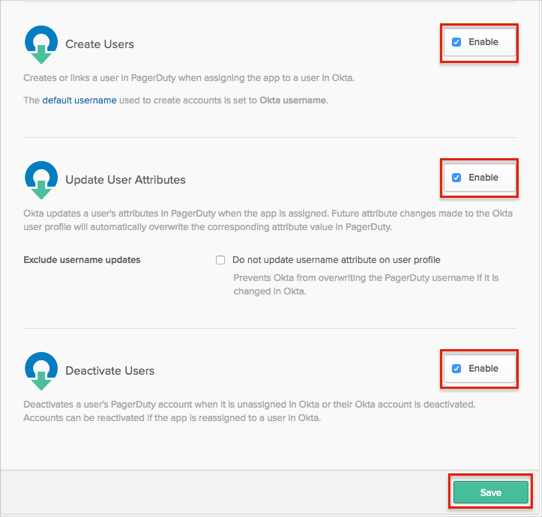 Create Users
Enable
Creates or links a user in PagerDuty when assigning the app to a user in Okta.
The default username used to create accounts is set to Okta username.
Update User Attributes
Enable
Okta updates a user's attributes in PagerDuty when the app is assigned. Future attribute changes made to the Okta
user profile will automatically overwrite the corresponding attribute value in PagerDuty.
Exclude username updates
Do not update username attribute on user profile
Prevents Okta from overwriting the PagerDuty username if it is
changed in Okta.
Deactivate Users
Enable
Deactivates a user's PagerDuty account when it is unassigned in Okta or their Okta account is deactivated.
Accounts can be reactivated if the app is reassigned to a user in Okta.
Save